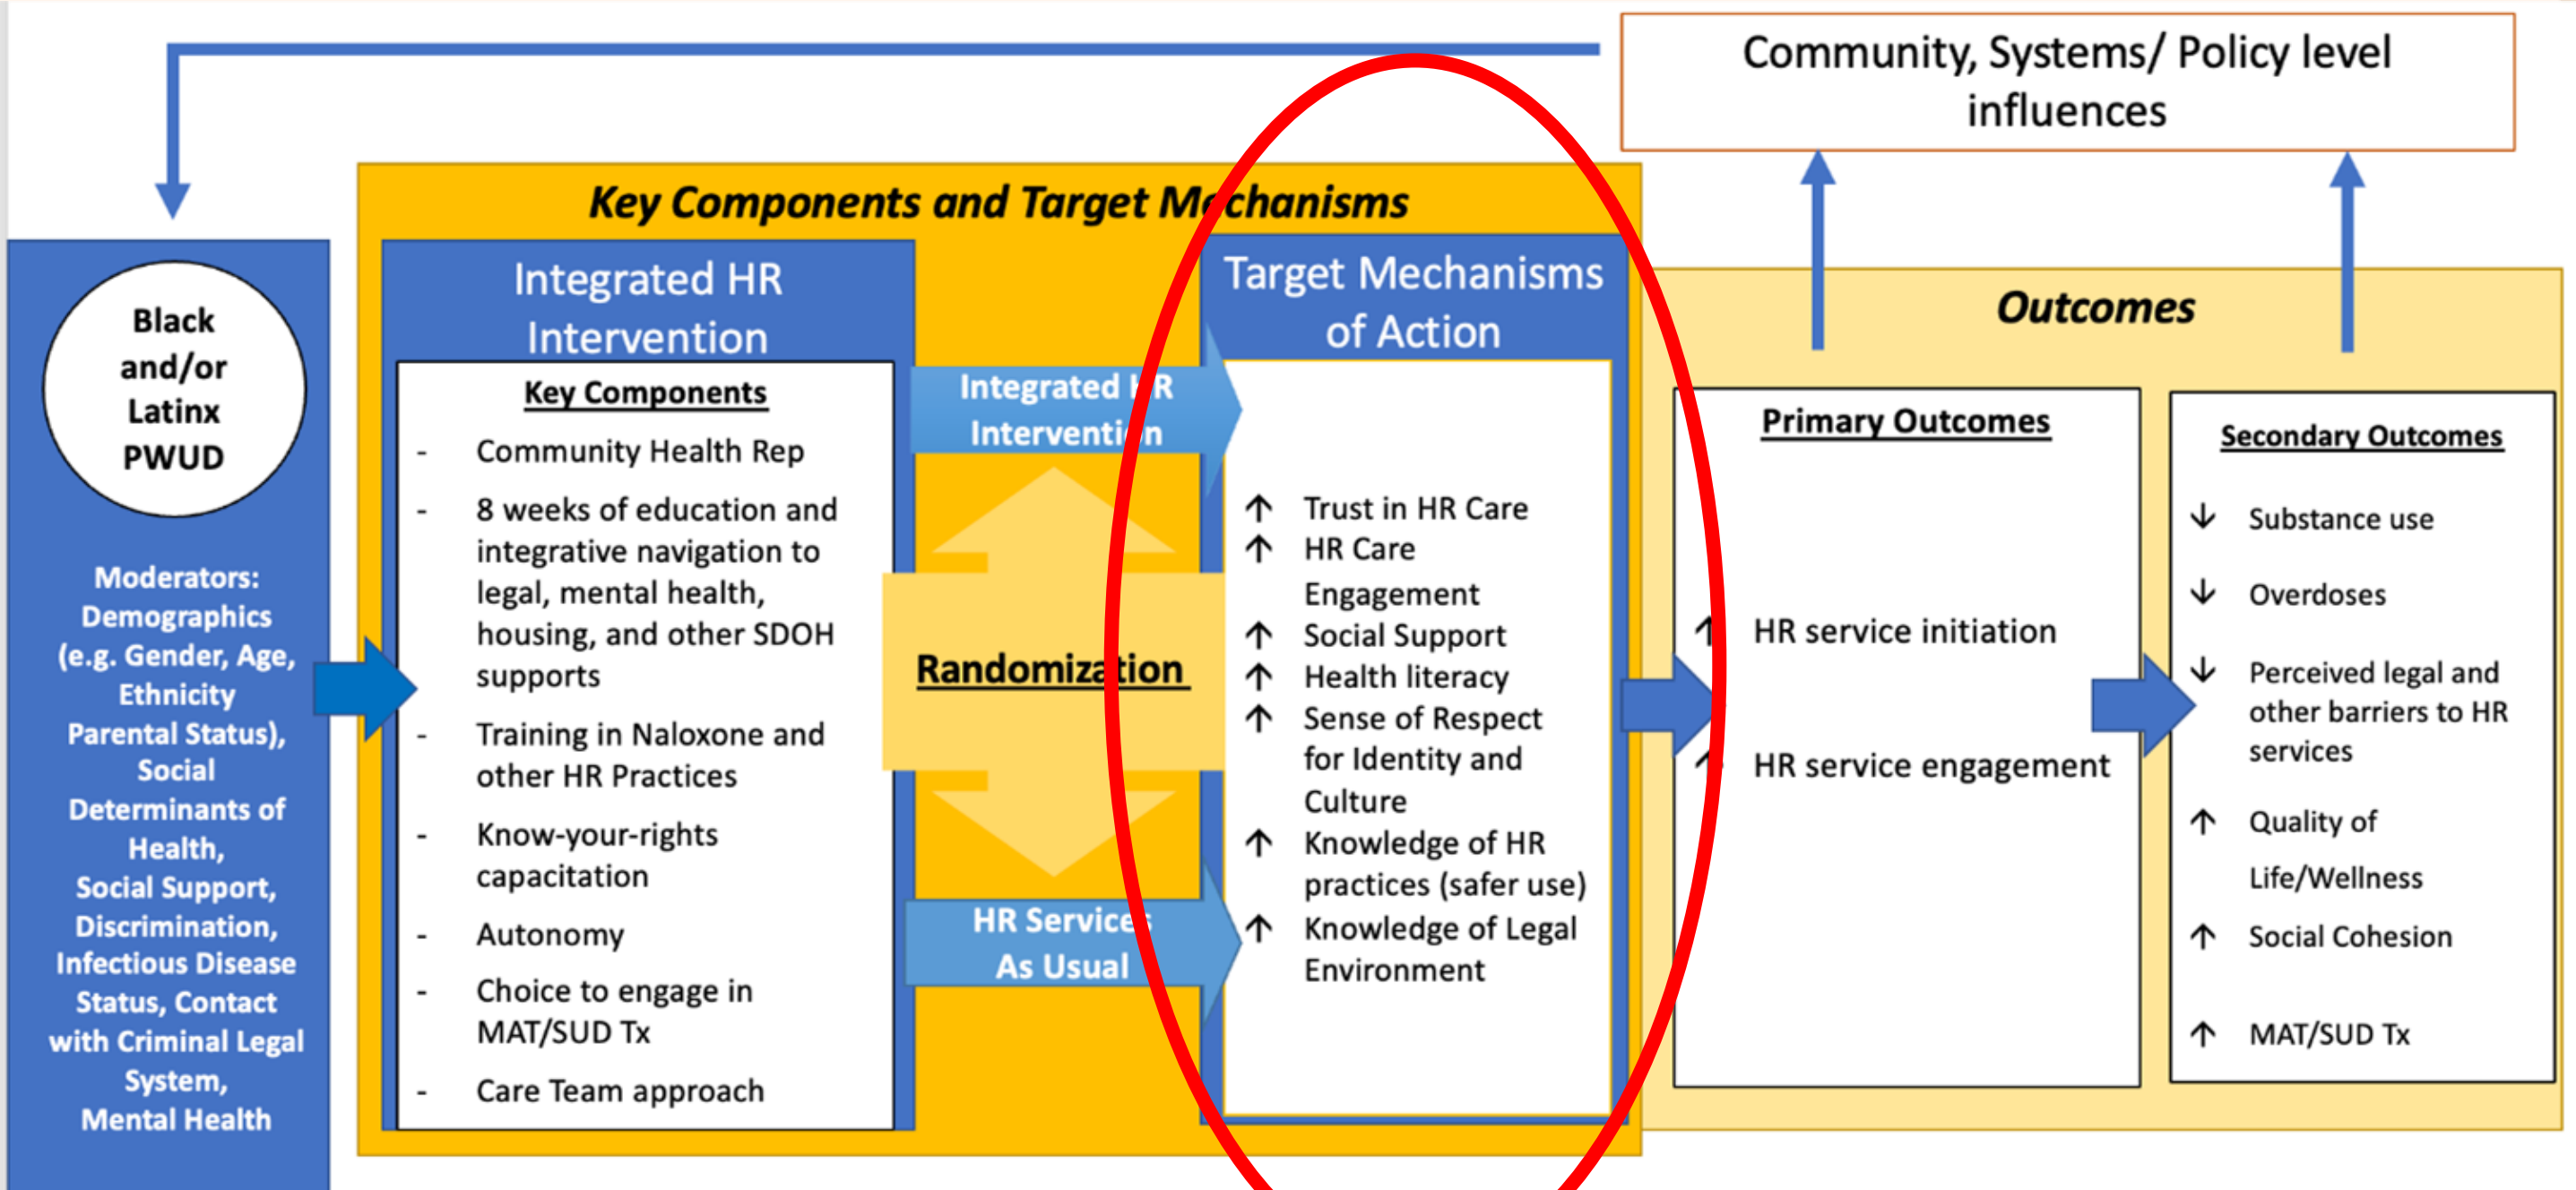 Community, Systems/ Policy level
influences
Key Components and Target Mechanisms
Black
and/or
Latinx
PWUD
Moderators:
Demographics
(e.g. Gender, Age,
Ethnicity
Parental Status),
Social
Determinants of
Health,
Social Support,
Discrimination,
Infectious Disease
Status, Contact
with Criminal Legal
System,
Mental Health
Integrated HR
Intervention
Key Components
- Community Health Rep
- 8 weeks of education and
integrative navigation to
legal, mental health,
housing, and other SDOH
supports
- Training in Naloxone and
other HR Practices
- Know-your-rights
capacitation
- Autonomy
- Choice to engage in
MAT/SUD Tx
- Care Team approach
Integrated HR
Intervention
Randomization
HR Services
As Usual
Target Mechanisms
of Action
↑ Trust in HR Care
↑ HR Care
Engagement
↑ Social Support
↑ Health literacy
↑ Sense of Respect
for Identity and
Culture
↑ Knowledge of HR
practices (safer use)
↑ Knowledge of Legal
Environment
Outcomes
Primary Outcomes
↑ HR service initiation
↑ HR service engagement
Secondary Outcomes
↓ Substance use
↓ Overdoses
↓ Perceived legal and
other barriers to HR
services
↑ Quality of
Life/Wellness
↑ Social Cohesion
↑ MAT/SUD Tx